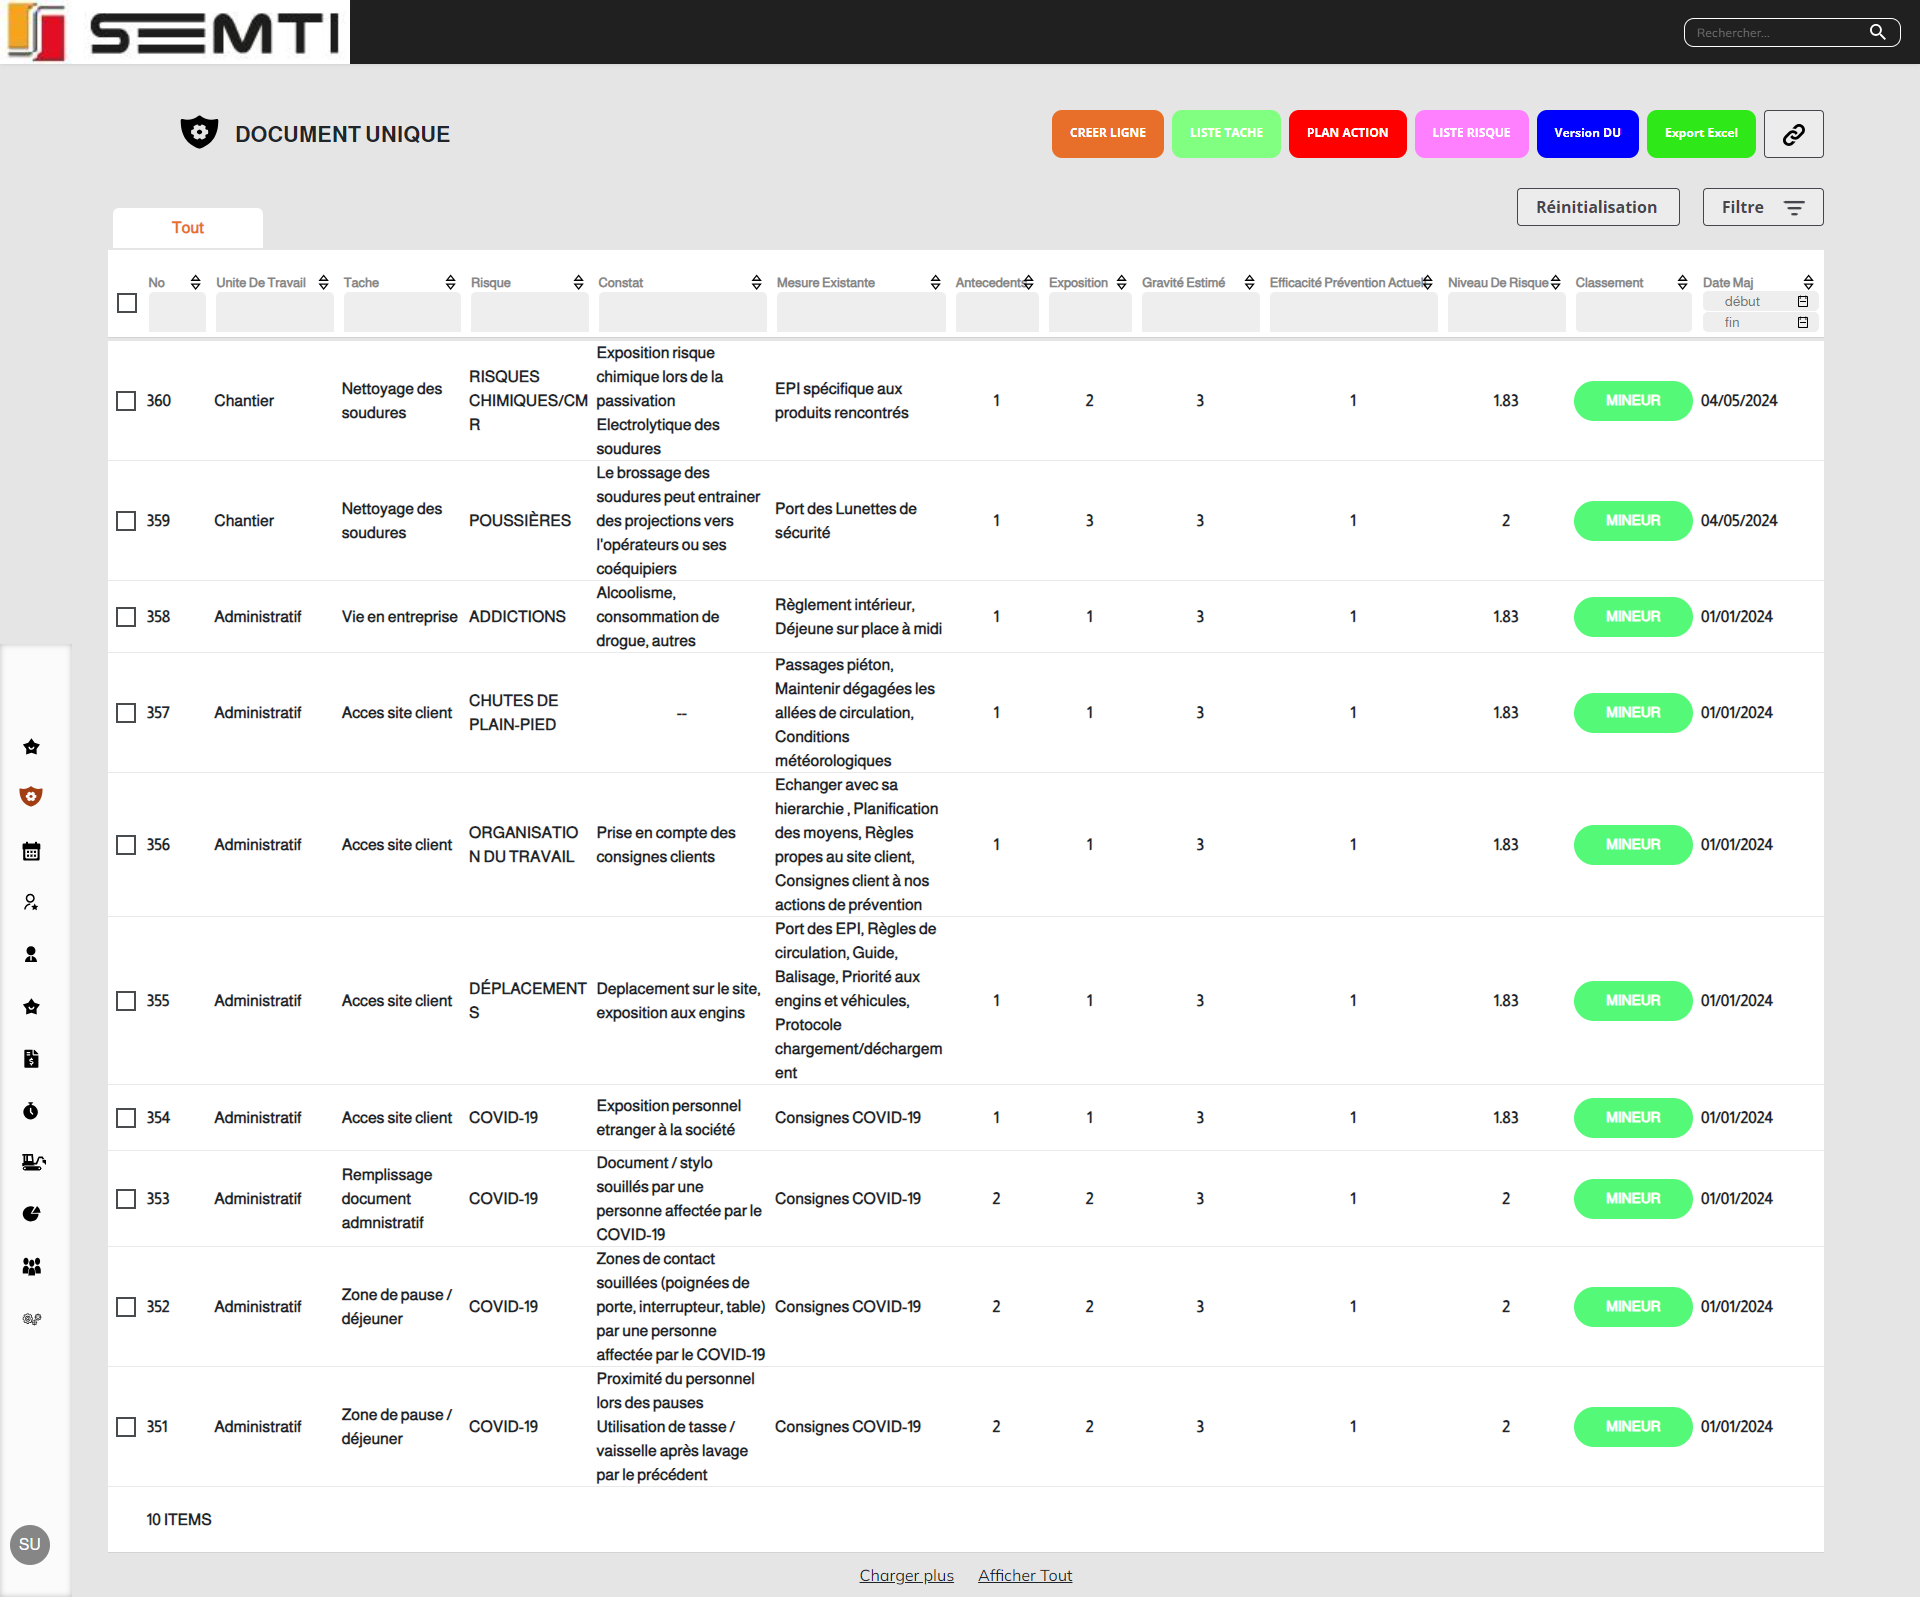 SEMTI
Rechercher...
DOCUMENT UNIQUE
CREER LIGNE
LISTE TACHE
PLAN ACTION
LISTE RISQUE
Version DU
Export Excel
Réinitialisation
Filtre
Tout
No Unite De Travail Tache Risque Constat Mesure Existante Antecedents Exposition Gravité Estimé Efficacité Prévention Actuel Niveau De Risque Classement Date Maj
début
fin
360 Chantier
Nettoyage des
soudures
RISQUES
CHIMIQUES/CM
R
Exposition risque
chimique lors de la
passivation
Electrolytique des
soudures
EPI spécifique aux
produits rencontrés
1 2 3 1 1.83 MINEUR 04/05/2024
359 Chantier
Nettoyage des
soudures
POUSSIÈRES
Le brossage des
soudures peut entrainer
des projections vers
l'opérateurs ou ses
coéquipiers
Port des Lunettes de
sécurité
1 3 3 1 2 MINEUR 04/05/2024
358 Administratif Vie en entreprise ADDICTIONS
Alcoolisme,
consommation de
drogue, autres
Règlement intérieur,
Déjeune sur place à midi
1 1 3 1 1.83 MINEUR 01/01/2024
357 Administratif Acces site client
CHUTES DE
PLAIN-PIED
--
Passages piéton,
Maintenir dégagées les
allées de circulation,
Conditions
météorologiques
1 1 3 1 1.83 MINEUR 01/01/2024
356 Administratif Acces site client
ORGANISATIO
N DU TRAVAIL
Prise en compte des
consignes clients
Echanger avec sa
hierarchie , Planification
des moyens, Règles
propes au site client,
Consignes client à nos
actions de prévention
1 1 3 1 1.83 MINEUR 01/01/2024
355 Administratif Acces site client
DÉPLACEMENT
S
Deplacement sur le site,
exposition aux engins
Port des EPI, Règles de
circulation, Guide,
Balisage, Priorité aux
engins et véhicules,
Protocole
chargement/déchargem
ent
1 1 3 1 1.83 MINEUR 01/01/2024
354 Administratif Acces site client COVID-19
Exposition personnel
etranger à la société
Consignes COVID-19
1 1 3 1 1.83 MINEUR 01/01/2024
353 Administratif
Remplissage
document
admnistratif
COVID-19
Document / stylo
souillés par une
personne affectée par le
COVID-19
Consignes COVID-19
2 2 3 1 2 MINEUR 01/01/2024
352 Administratif
Zone de pause /
déjeuner
COVID-19
Zones de contact
souillées (poignées de
porte, interrupteur, table)
par une personne
affectée par le COVID-19
Consignes COVID-19
2 2 3 1 2 MINEUR 01/01/2024
351 Administratif
Zone de pause /
déjeuner
COVID-19
Proximité du personnel
lors des pauses
Utilisation de tasse /
vaisselle après lavage
par le précédent
Consignes COVID-19
2 2 3 1 2 MINEUR 01/01/2024
10 ITEMS
SU
Charger plus
Afficher Tout